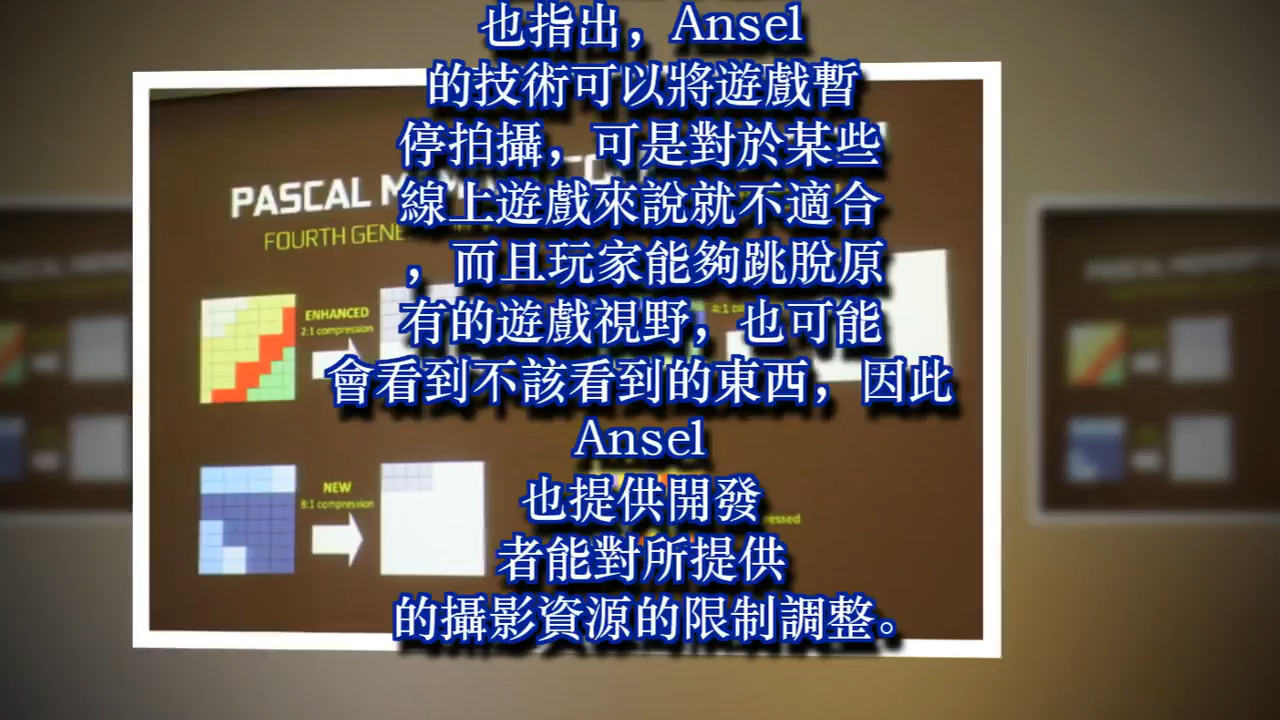 也指出，Ansel
的技術可以將遊戲暫
停拍攝，可是對於某些
線上遊戲來說就不適合
，而且玩家能夠跳脫原
有的遊戲視野，也可能
會看到不該看到的東西，因此
Ansel
也提供開發
者能對所提供
的攝影資源的限制調整。
PASCAL
FOURTH
ENHANCED
2:1 compression
NEW
8:1 compression